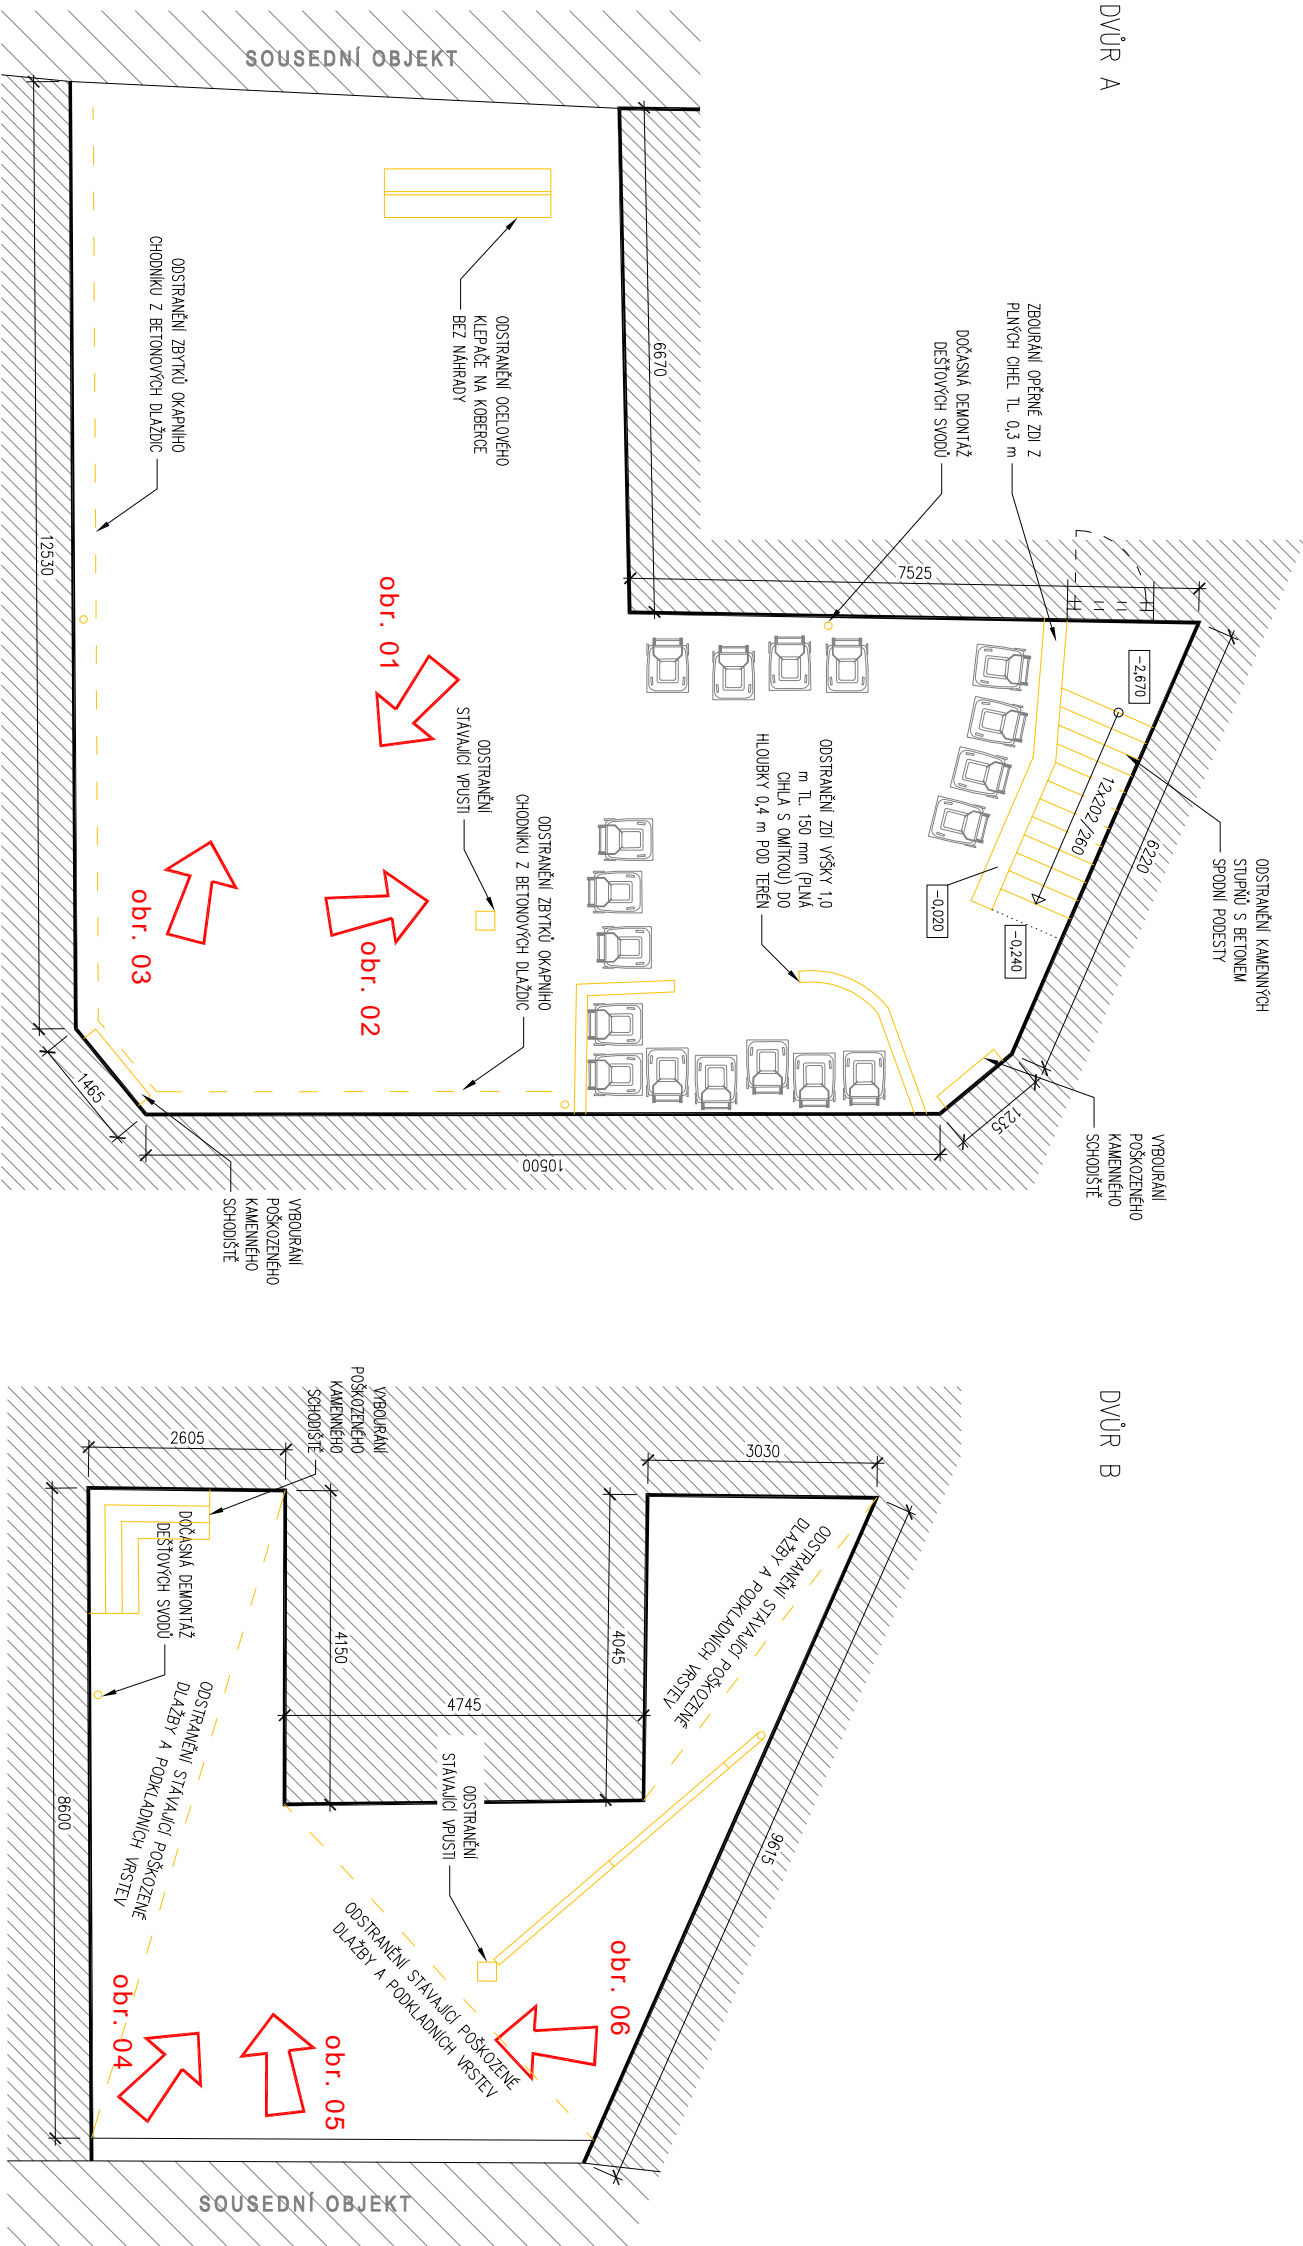 DVŮR A
SOUSEDNÍ OBJEKT
ODSTRANĚNÍ KAMENNÝCH
STUPŇŮ S BETONEM
SPODNÍ PODESTY
ZBOURÁNÍ OPĚRNÉ ZDI Z
PLNÝCH CIHEL TL. 0,3 m
DOČASNÁ DEMONTÁŽ
DEŠŤOVÝCH SVODŮ
ODSTRANĚNÍ OCELOVÉHO
KLEPAČE NA KOBERCE
BEZ NÁHRADY
ODSTRANĚNÍ ZBYTKŮ OKAPNÍHO
CHODNÍKU Z BETONOVÝCH DLAŽDIC
ODSTRANĚNÍ ZDÍ VÝŠKY 1,0
m TL. 150 mm (PLNÁ
CIHLA S OMÍTKOU) DO
HLOUBKY 0,4 m POD TERÉN
ODSTRANĚNÍ
STÁVAJÍCÍ VPUSTI
ODSTRANĚNÍ ZBYTKŮ OKAPNÍHO
CHODNÍKU Z BETONOVÝCH DLAŽDIC
VYBOURÁNÍ
POŠKOZENÉHO
KAMENNÉHO
SCHODIŠTĚ
VYBOURÁNÍ
POŠKOZENÉHO
KAMENNÉHO
SCHODIŠTĚ
6670
7525
6220
12530
1465
10500
1235
-2,670
12x202/260
-0,020
-0,240
obr. 01
obr. 02
obr. 03
DVŮR B
VYBOURÁNÍ
POŠKOZENÉHO
KAMENNÉHO
SCHODIŠTĚ
DOČASNÁ DEMONTÁŽ
DEŠŤOVÝCH SVODŮ
ODSTRANĚNÍ STÁVAJÍCÍ POŠKOZENÉ
DLAŽBY A PODKLADNÍCH VRSTEV
ODSTRANĚNÍ STÁVAJÍCÍ POŠKOZENÉ
DLAŽBY A PODKLADNÍCH VRSTEV
ODSTRANĚNÍ
STÁVAJÍCÍ VPUSTI
ODSTRANĚNÍ STÁVAJÍCÍ POŠKOZENÉ
DLAŽBY A PODKLADNÍCH VRSTEV
2605
3030
4150
4045
4745
9615
8600
obr. 04
obr. 05
obr. 06
SOUSEDNÍ OBJEKT